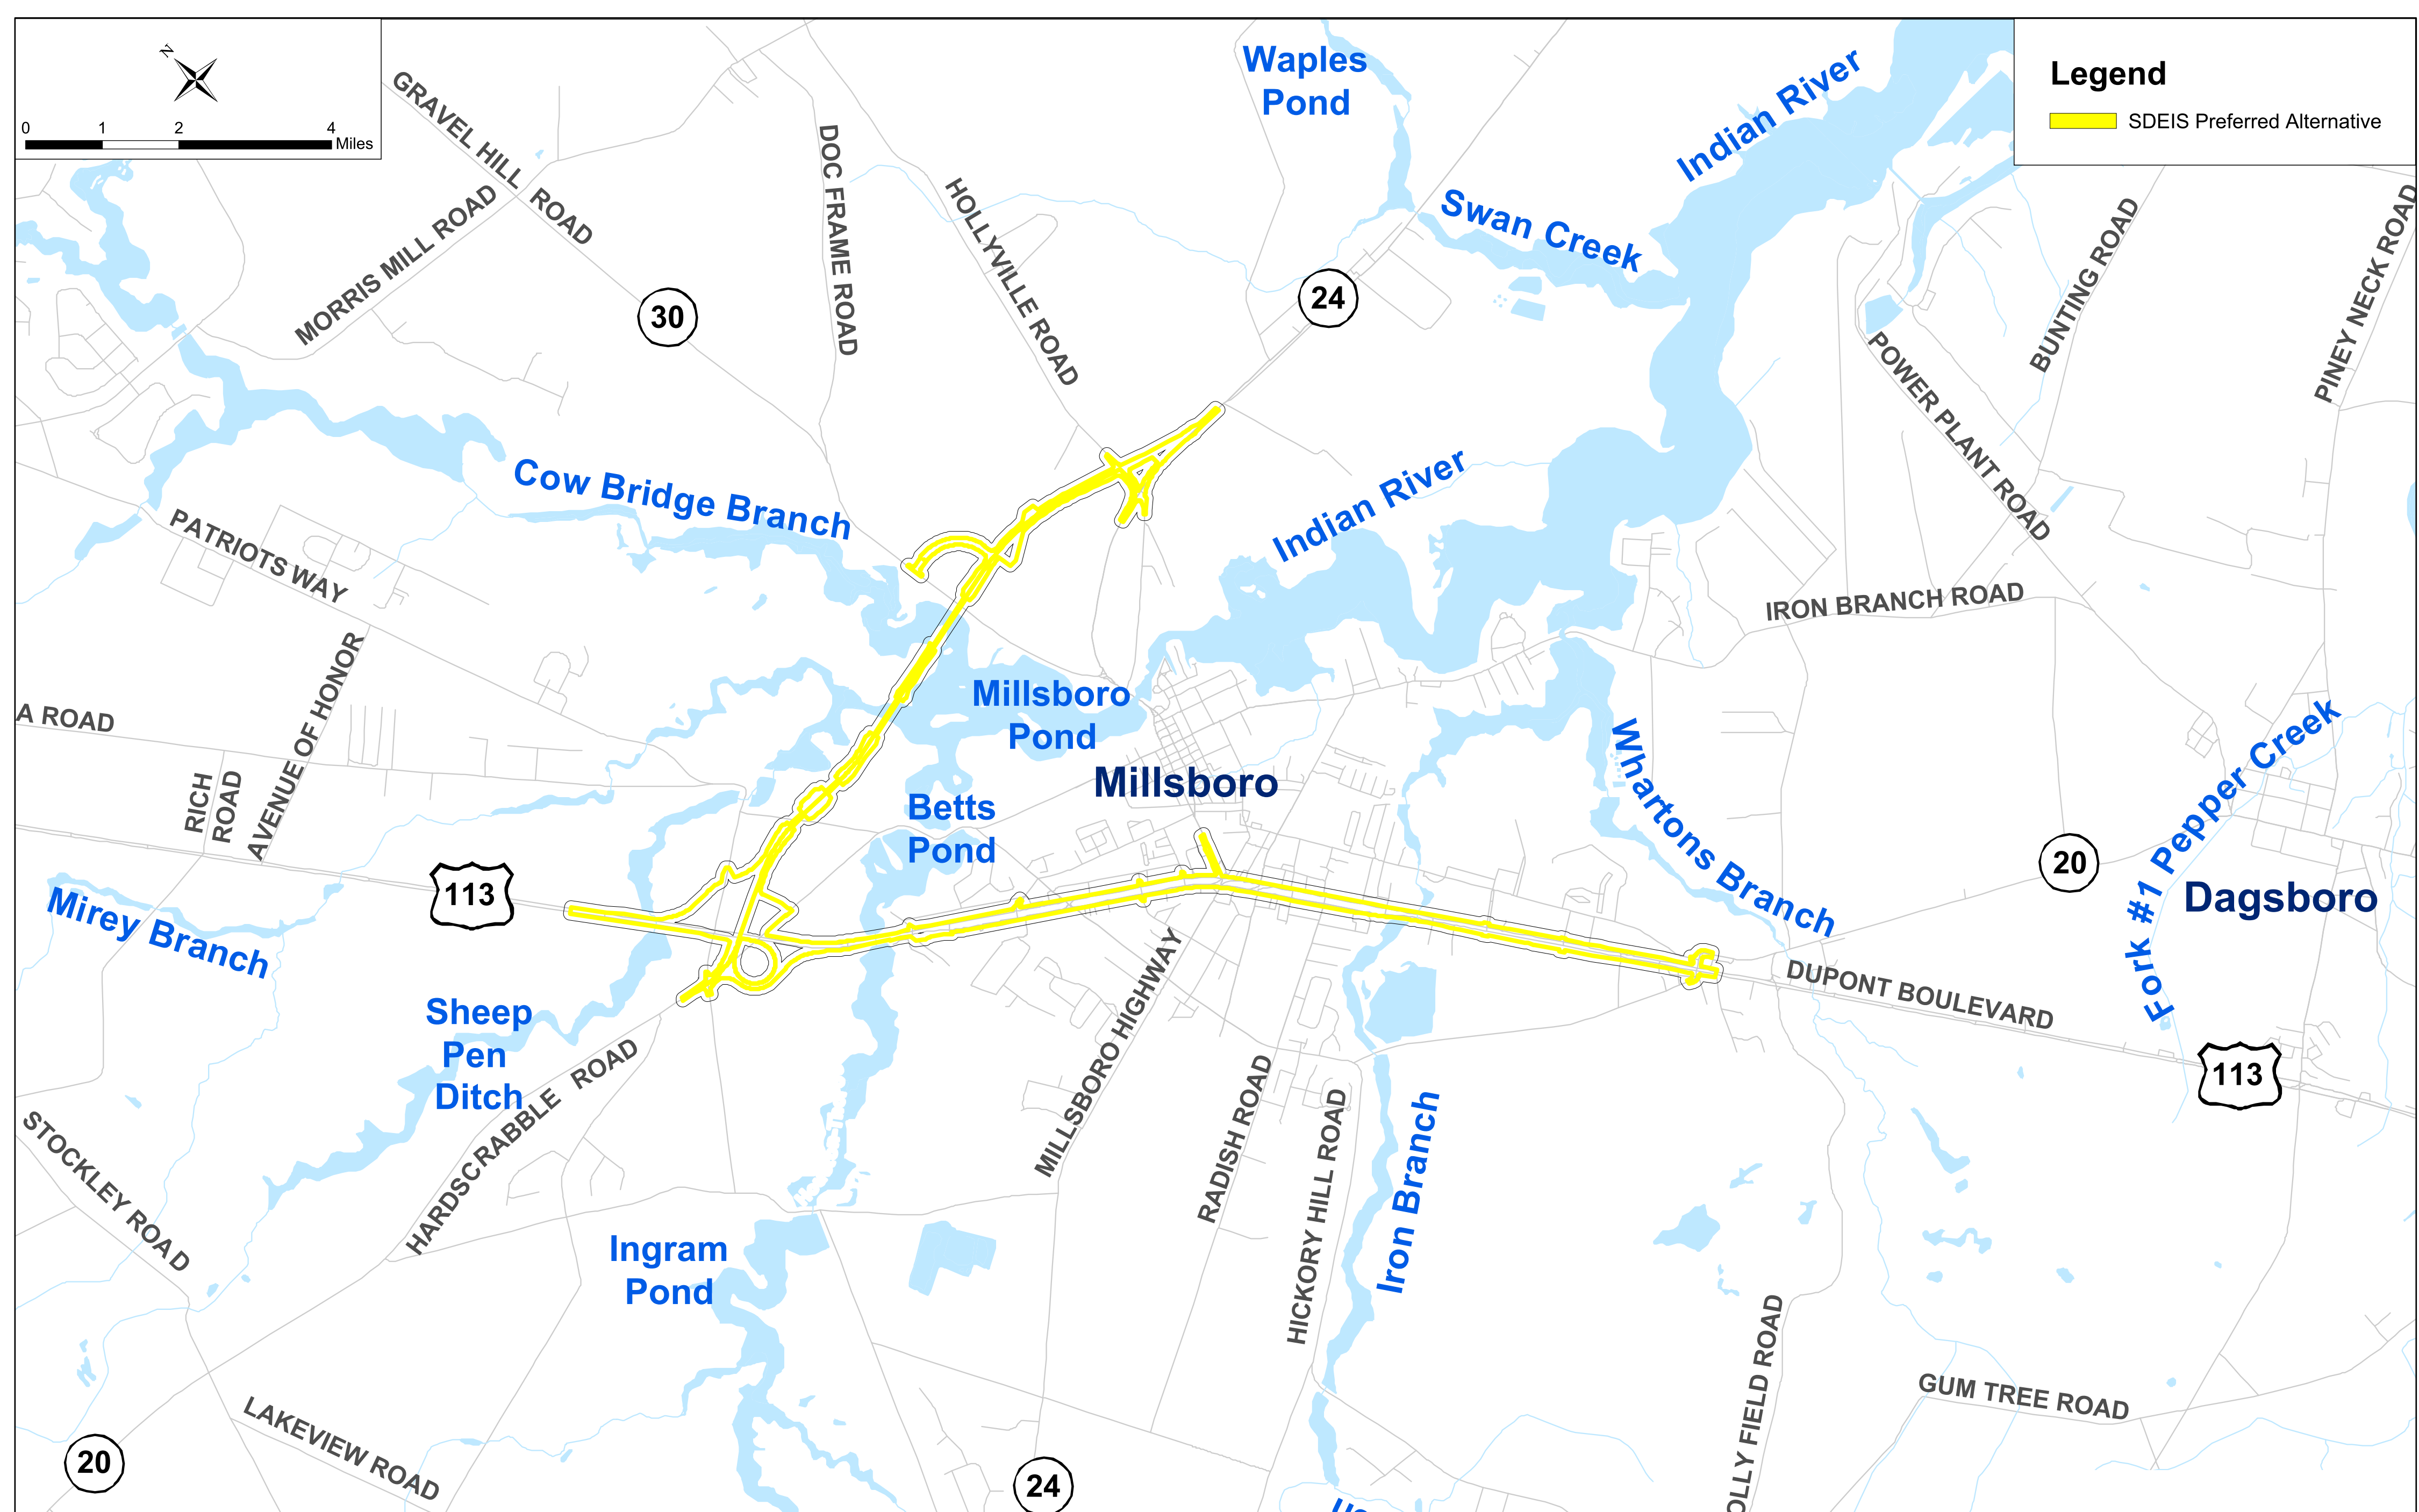 N
0 1 2 4
Miles
Legend
SDEIS Preferred Alternative
Waples
Pond
Indian River
GRAVEL HILL ROAD
DOC FRAME ROAD
HOLLYVILLE ROAD
MORRIS MILL ROAD
Swan Creek
BUNTING ROAD
PINEY NECK ROAD
30
24
POWER PLANT ROAD
Cow Bridge Branch
Indian River
PATRIOTS WAY
IRON BRANCH ROAD
AVENUE OF HONOR
A ROAD
RICH
ROAD
Millsboro
Pond
Millsboro
Betts
Pond
Whartons Branch
Fork #1 Pepper Creek
20
Dagsboro
113
Mirey Branch
DUPONT BOULEVARD
113
Sheep
Pen
Ditch
HARDSCRABBLE ROAD
MILLSBORO HIGHWAY
RADISH ROAD
HICKORY HILL ROAD
Iron Branch
STOCKLEY ROAD
Ingram
Pond
OLLY FIELD ROAD
GUM TREE ROAD
LAKEVIEW ROAD
20
24